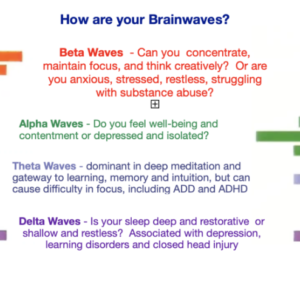 How are your Brainwaves?
Beta Waves - Can you concentrate,
maintain focus, and think creatively? Or are
you anxious, stressed, restless, struggling
with substance abuse?
Alpha Waves - Do you feel well-being and
contentment or depressed and isolated?
Theta Waves - dominant in deep meditation and
gateway to learning, memory and intuition, but can
cause difficulty in focus, including ADD and ADHD
Delta Waves - Is your sleep deep and restorative or
shallow and restless? Associated with depression,
learning disorders and closed head injury